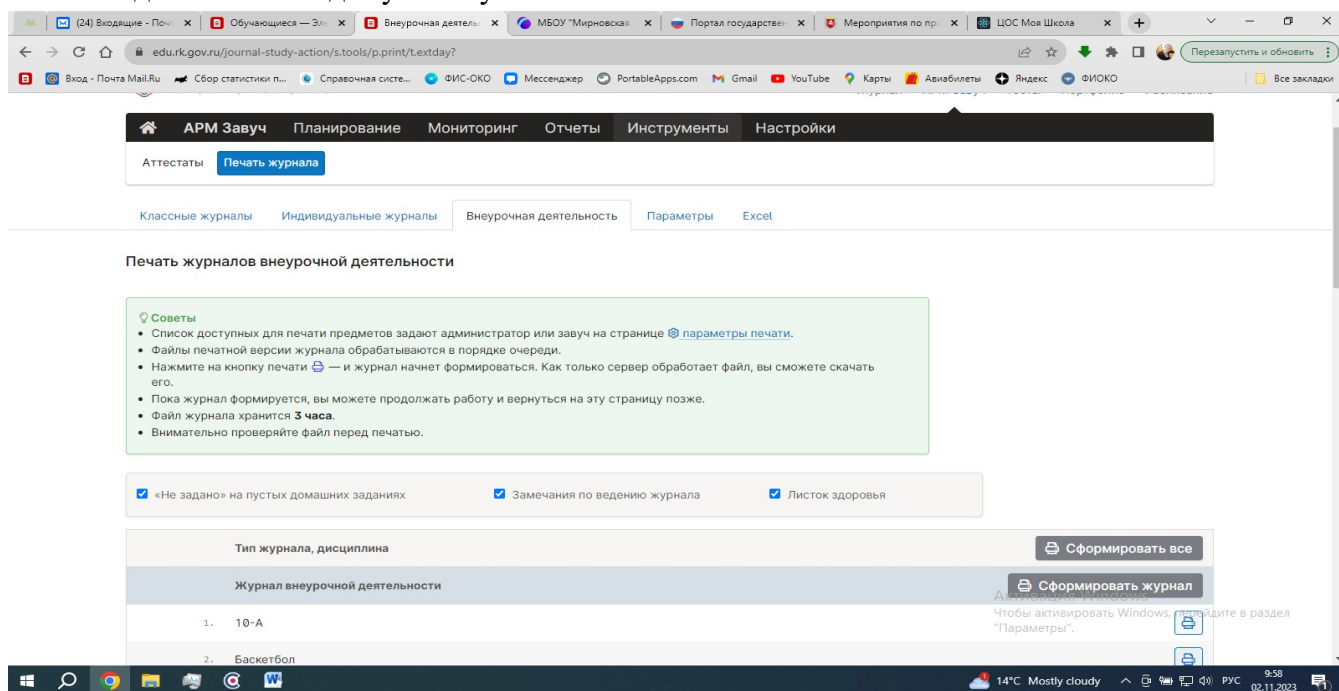 (24) Входящие - Поч
Обучающиеся — Эле
Внеурочная деятель
МБОУ "Мирновская
Портал государствен
Мероприятия по про
ЦОС Моя Школа
edu.rk.gov.ru/journal-study-action/s.tools/p.print/t.extday?
Перезапустить и обновить
Вход - Почта Mail.Ru
Сбор статистики п...
Справочная систе...
ФИС-ОКО
Мессенджер
PortableApps.com
Gmail
YouTube
Карты
Авиабилеты
Яндекс
ФИОКО
Все закладки
АРМ Завуч Планирование Мониторинг Отчеты Инструменты Настройки
Аттестаты Печать журнала
Классные журналы Индивидуальные журналы Внеурочная деятельность Параметры Excel
Печать журналов внеурочной деятельности
Советы
• Список доступных для печати предметов задают администратор или завуч на странице параметры печати.
• Файлы печатной версии журнала обрабатываются в порядке очереди.
• Нажмите на кнопку печати — и журнал начнет формироваться. Как только сервер обработает файл, вы сможете скачать
его.
• Пока журнал формируется, вы можете продолжать работу и вернуться на эту страницу позже.
• Файл журнала хранится 3 часа.
• Внимательно проверяйте файл перед печатью.
«Не задано» на пустых домашних заданиях Замечания по ведению журнала Листок здоровья
Тип журнала, дисциплина Сформировать все
Журнал внеурочной деятельности Сформировать журнал
Активация Windows
Чтобы активировать Windows, перейдите в раздел
"Параметры".
1. 10-А
2. Баскетбол
14°C Mostly cloudy РУС 9:58
02.11.2023